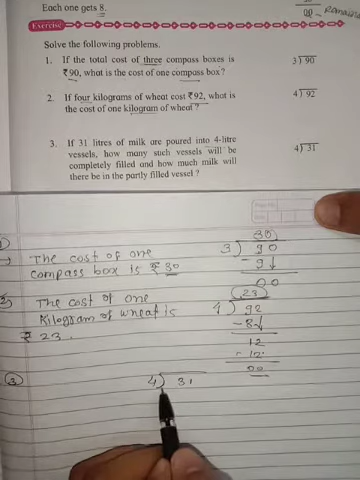 Each one gets 8.
00 - Remain
Exercise
Solve the following problems.
1. If the total cost of three compass boxes is
₹ 90, what is the cost of one compass box?
3) 90
2. If four kilograms of wheat cost ₹ 92, what is
the cost of one kilogram of wheat?
4) 92
3. If 31 litres of milk are poured into 4-litre
vessels, how many such vessels will be
completely filled and how much milk will
there be in the partly filled vessel?
4) 31
The cost of one
compass box is ₹ 30
30
3) 90
- 9↓
00
② The cost of one
Kilogram of wheat is
₹ 23.
23
4) 92
- 8↓
12
- 12
00
③
4) 31